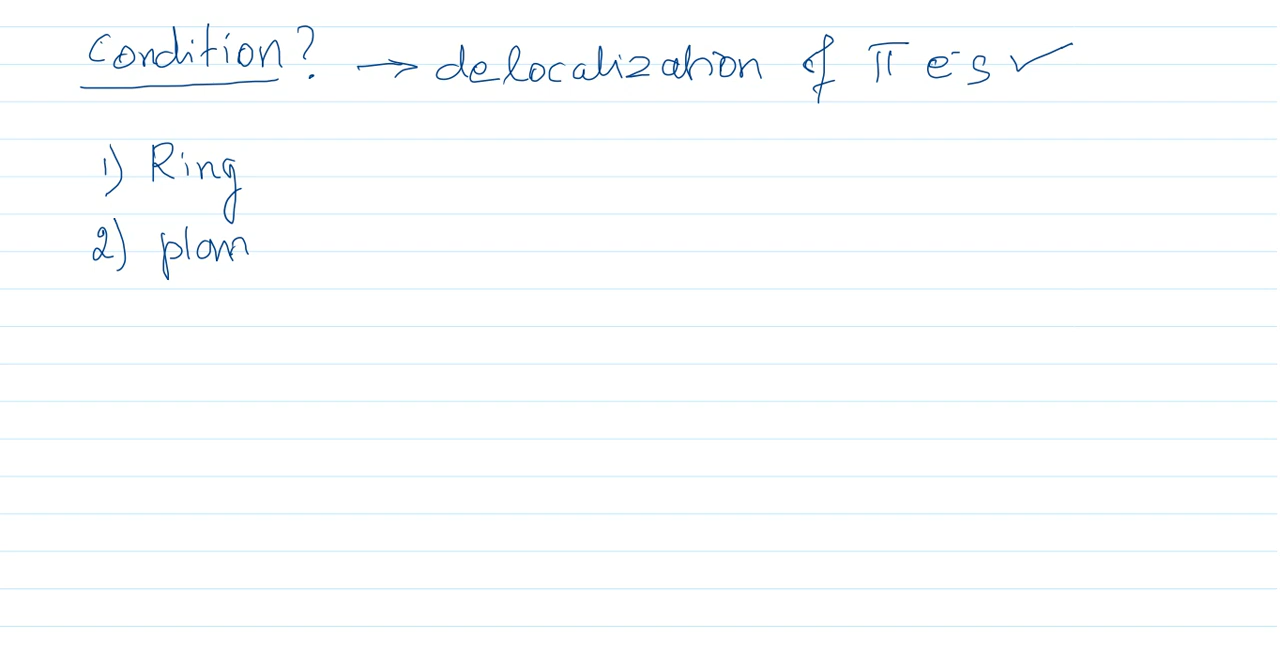 Condition? → delocalization of π e⁻s ✓
1) Ring
2) plan